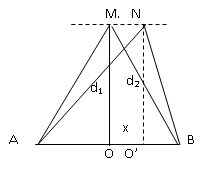 M. N
d₁ d₂
A x B
O O'